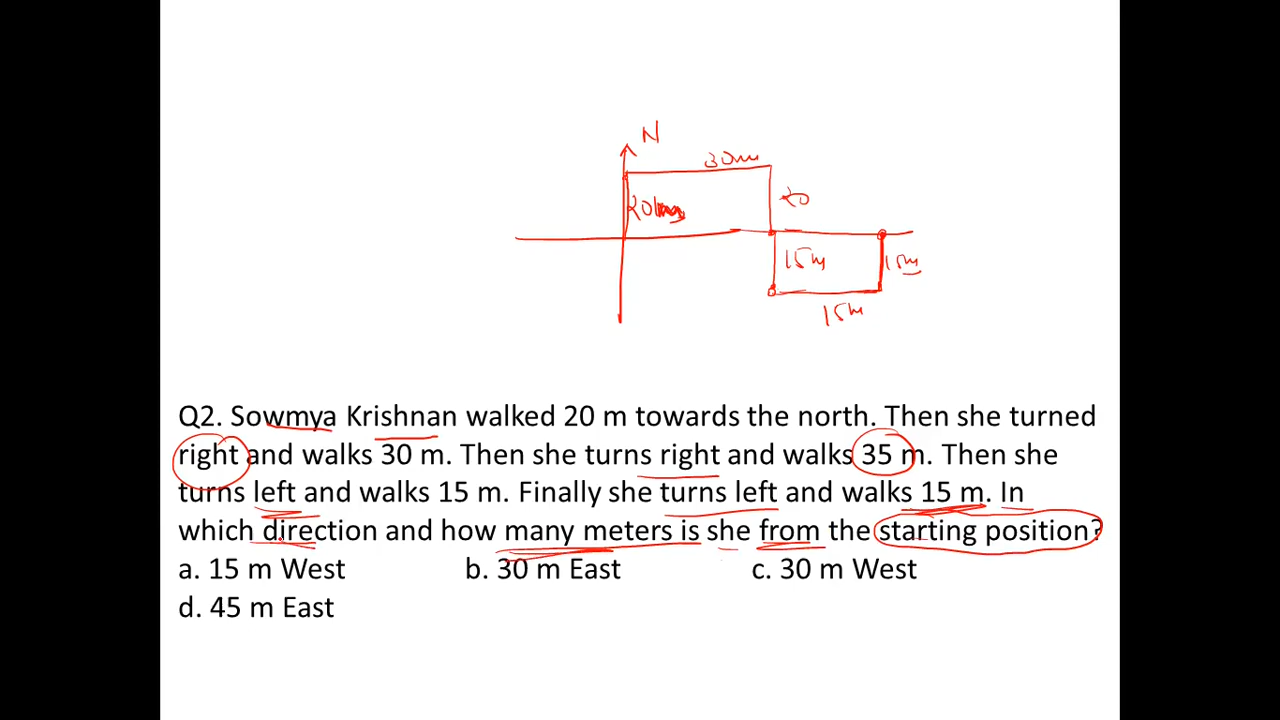 N
30m
20m
20
15m
15m
15m
Q2. Sowmya Krishnan walked 20 m towards the north. Then she turned
right and walks 30 m. Then she turns right and walks 35 m. Then she
turns left and walks 15 m. Finally she turns left and walks 15 m. In
which direction and how many meters is she from the starting position?
a. 15 m West b. 30 m East c. 30 m West
d. 45 m East